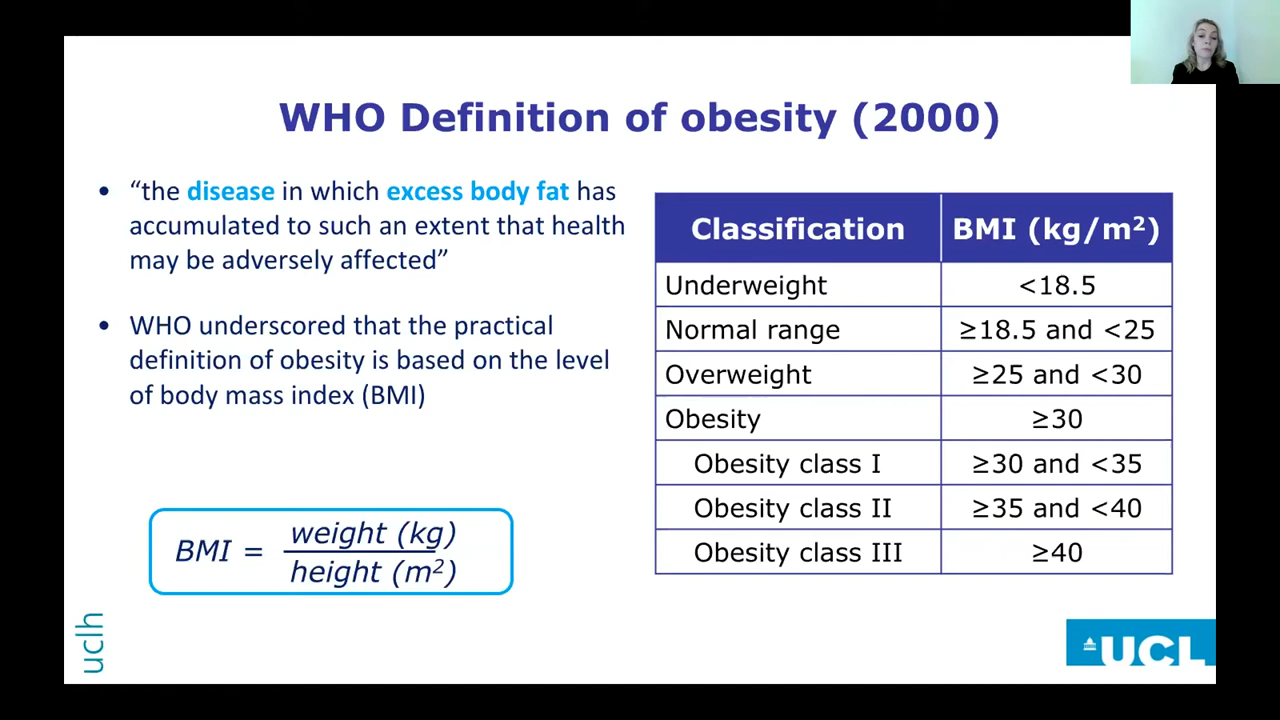 WHO Definition of obesity (2000)
• “the disease in which excess body fat has
accumulated to such an extent that health
may be adversely affected”
• WHO underscored that the practical
definition of obesity is based on the level
of body mass index (BMI)
BMI = weight (kg)
height (m²)
Classification BMI (kg/m²)
Underweight <18.5
Normal range ≥18.5 and <25
Overweight ≥25 and <30
Obesity ≥30
Obesity class I ≥30 and <35
Obesity class II ≥35 and <40
Obesity class III ≥40
uclh
UCL